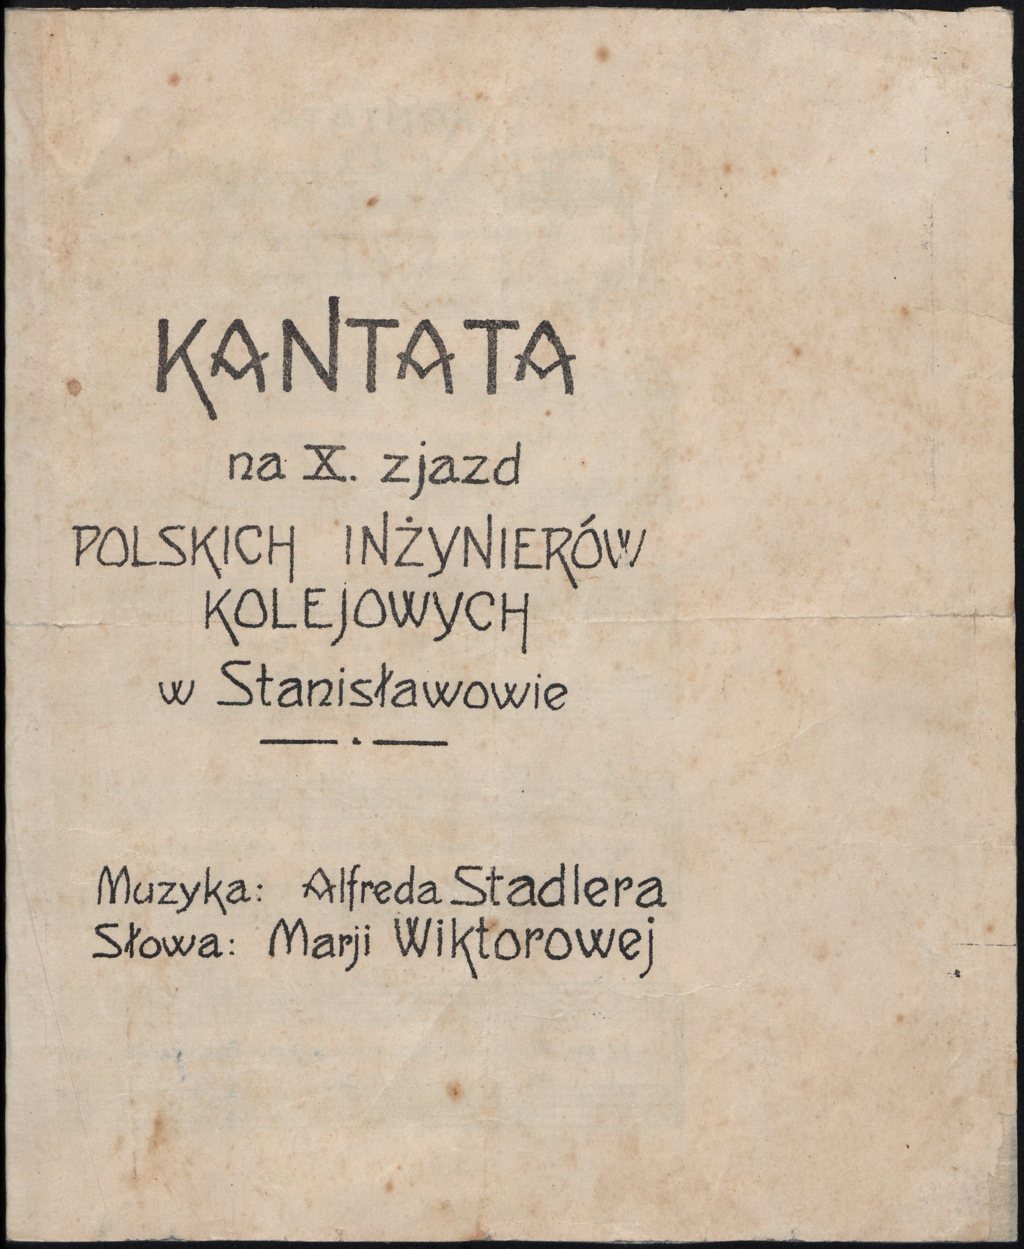 KANTATA
na X. zjazd
POLSKICH INŻYNIERÓW
KOLEJOWYCH
w Stanisławowie
Muzyka: Alfreda Stadlera
Słowa: Marji Wiktorowej